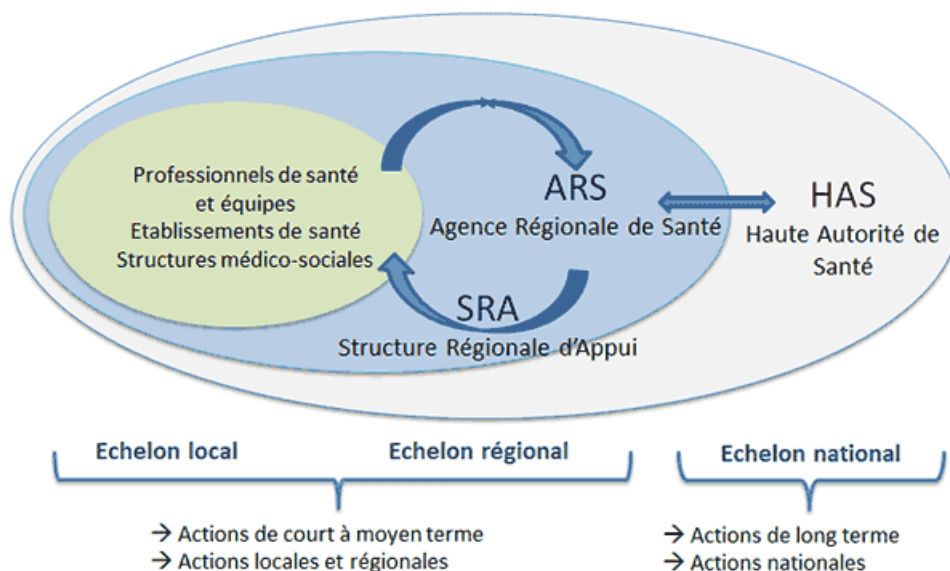 Professionnels de santé
et équipes
Etablissements de santé
Structures médico-sociales
ARS
Agence Régionale de Santé
SRA
Structure Régionale d'Appui
HAS
Haute Autorité de
Santé
Echelon local
Echelon régional
Echelon national
→ Actions de court à moyen terme
→ Actions locales et régionales
→ Actions de long terme
→ Actions nationales